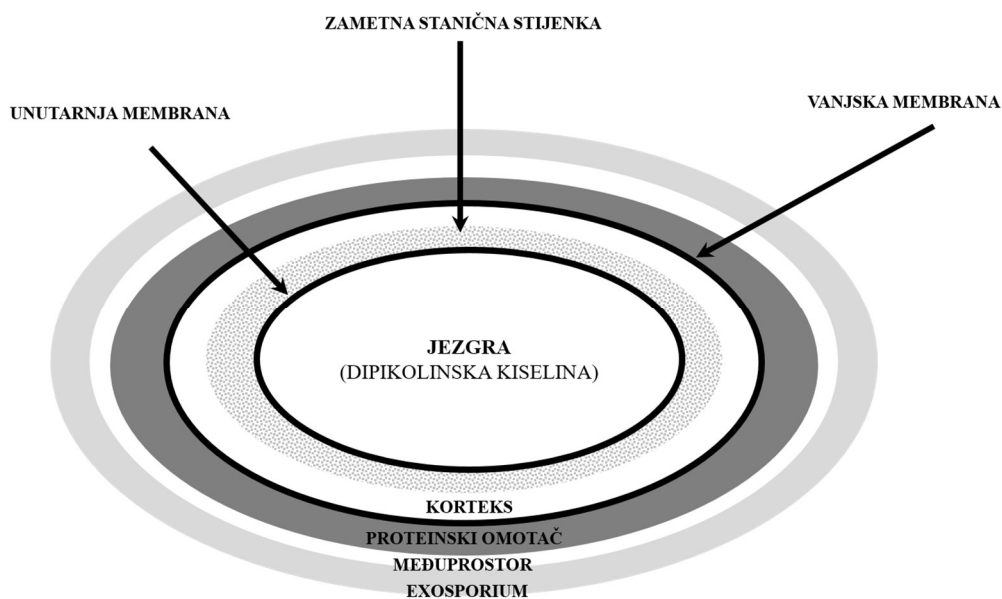 ZAMETNA STANIČNA STIJENKA
UNUTARNJA MEMBRANA
VANJSKA MEMBRANA
JEZGRA
(DIPIKOLINSKA KISELINA)
KORTEKS
PROTEINSKI OMOTAČ
MEĐUPROSTOR
EXOSPORIUM